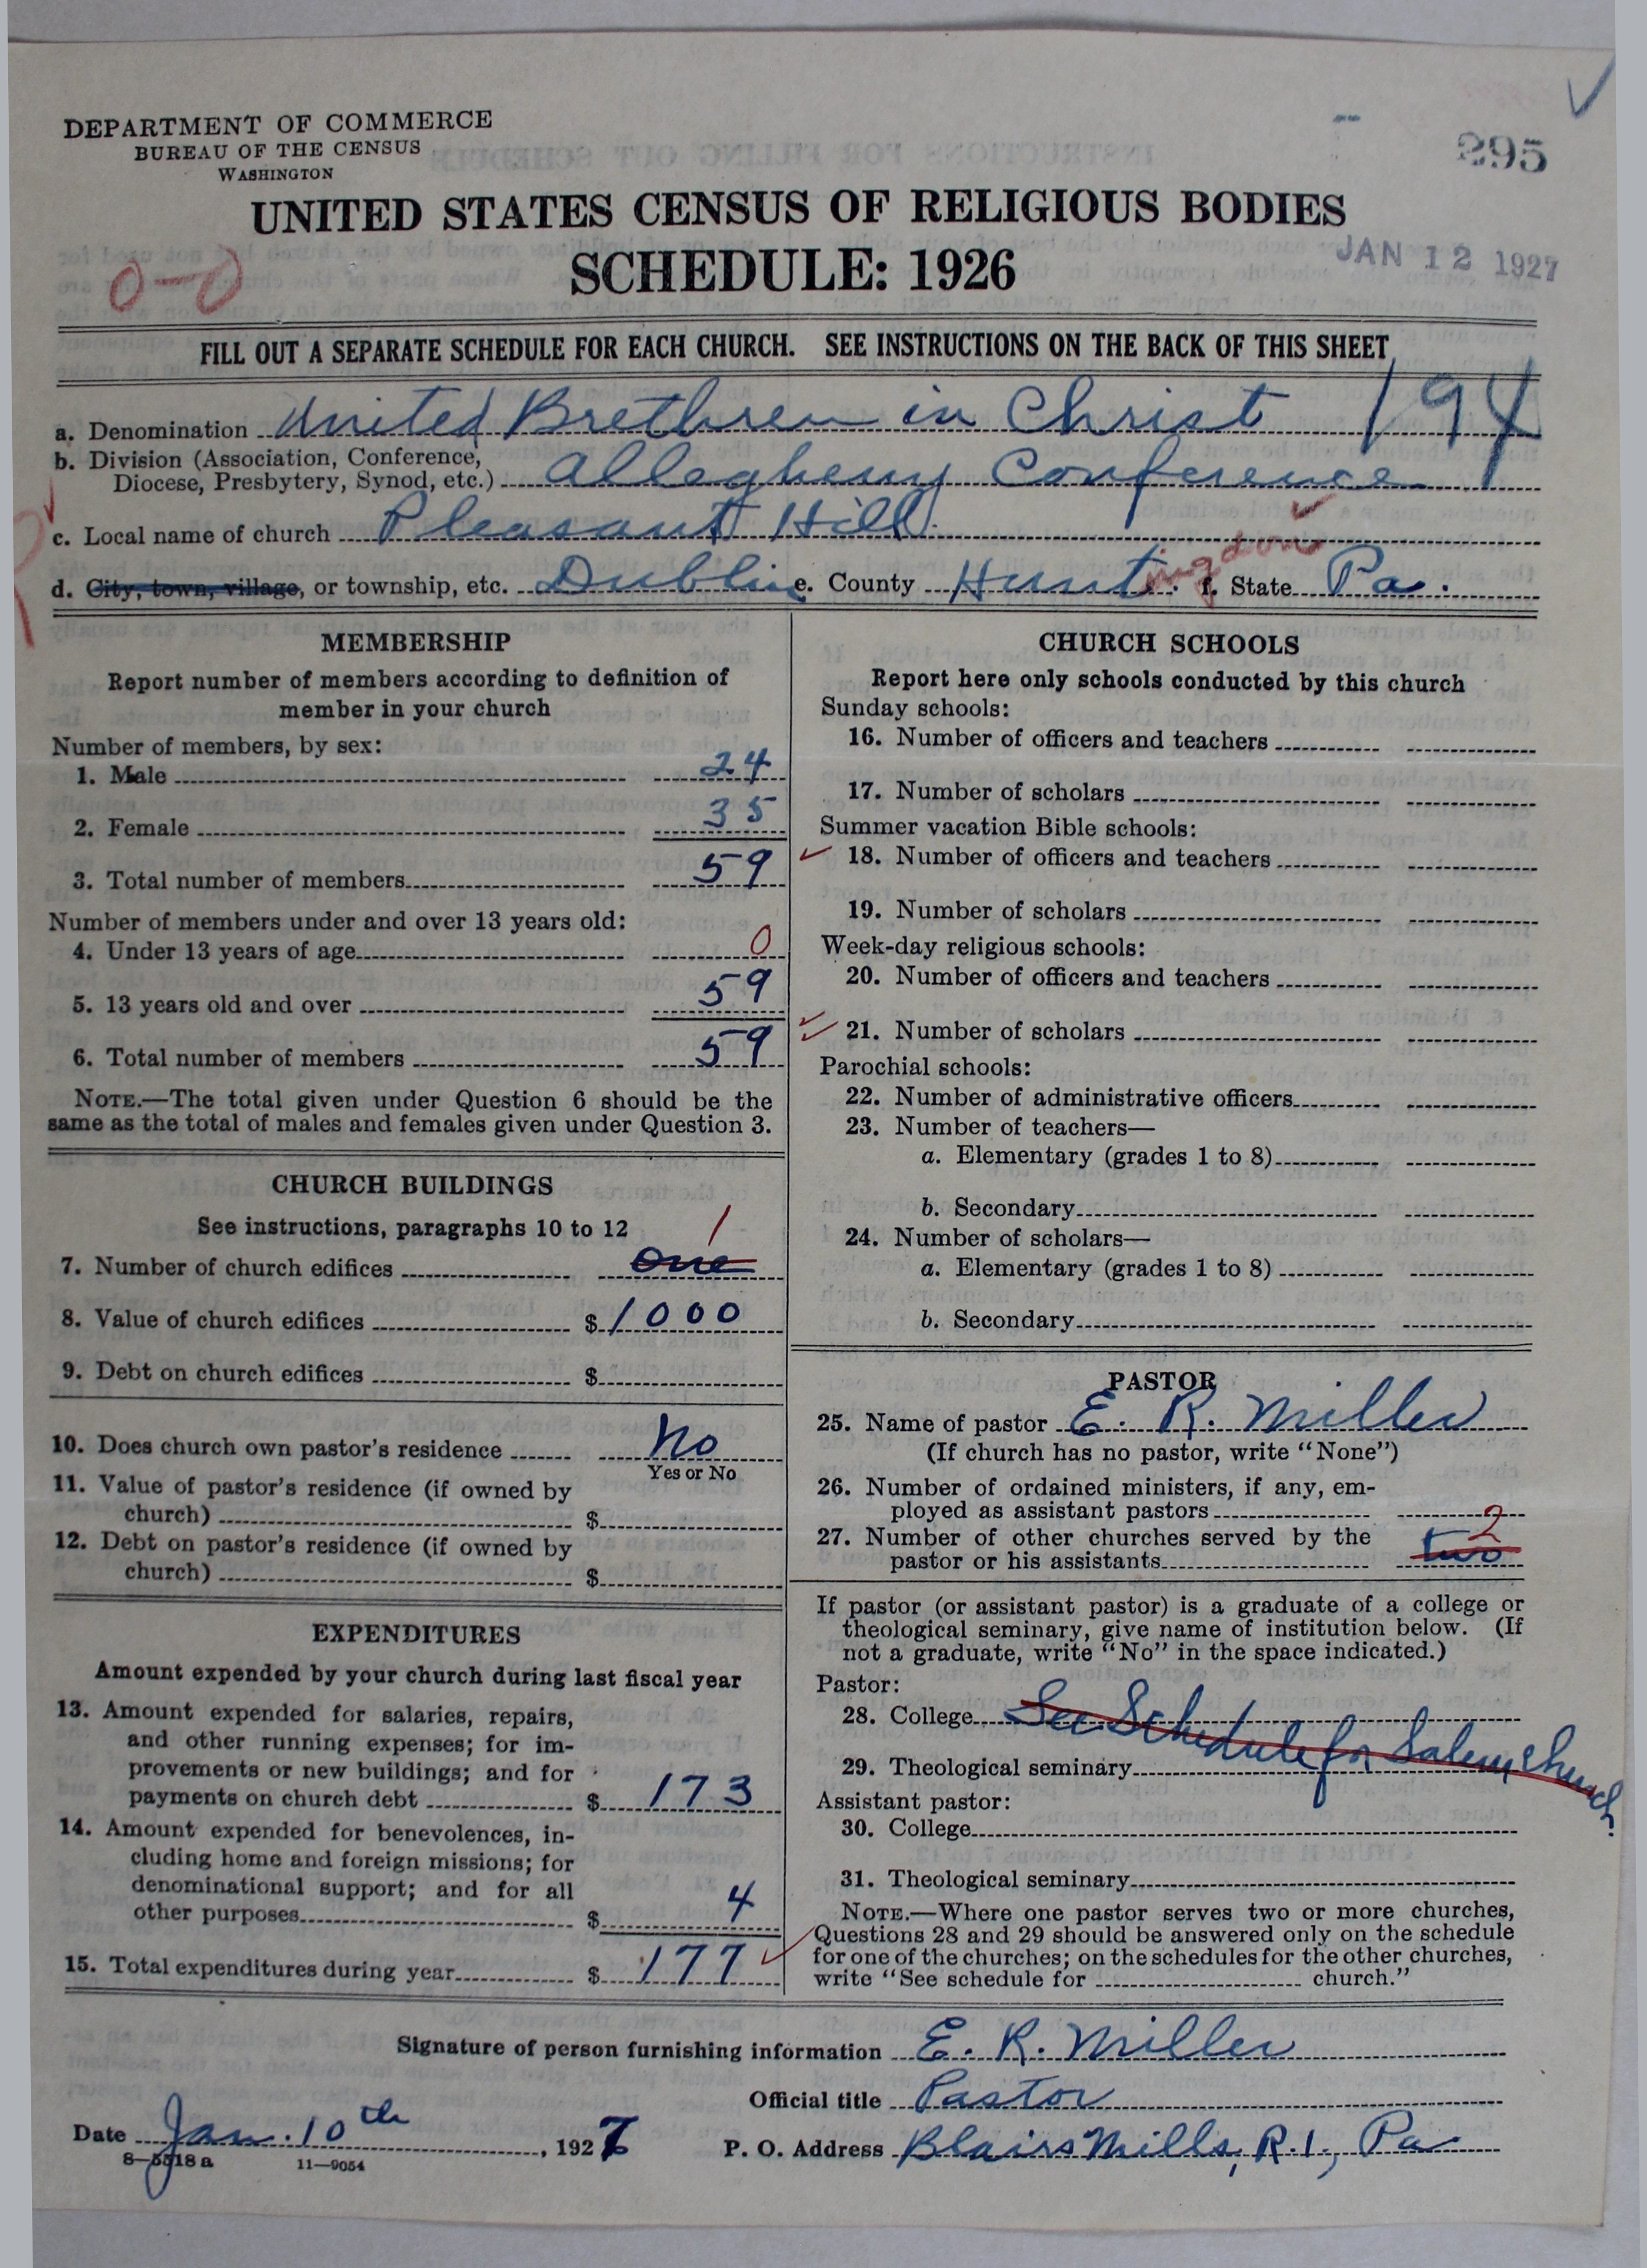 DEPARTMENT OF COMMERCE
BUREAU OF THE CENSUS
WASHINGTON
295
UNITED STATES CENSUS OF RELIGIOUS BODIES
SCHEDULE: 1926
JAN 12 1927
0-0
FILL OUT A SEPARATE SCHEDULE FOR EACH CHURCH. SEE INSTRUCTIONS ON THE BACK OF THIS SHEET
194
a. Denomination United Brethren in Christ
b. Division (Association, Conference,
Diocese, Presbytery, Synod, etc.) Allegheny Conference
c. Local name of church Pleasant Hill
d. City, town, village, or township, etc. Dublin e. County Huntingdon f. State Pa.
MEMBERSHIP
Report number of members according to definition of
member in your church
Number of members, by sex:
1. Male 24
2. Female 35
3. Total number of members 59
Number of members under and over 13 years old:
4. Under 13 years of age 0
5. 13 years old and over 59
6. Total number of members 59
NOTE.—The total given under Question 6 should be the
same as the total of males and females given under Question 3.
CHURCH BUILDINGS
See instructions, paragraphs 10 to 12
7. Number of church edifices one 1
8. Value of church edifices $ 1000
9. Debt on church edifices $
10. Does church own pastor's residence No
Yes or No
11. Value of pastor's residence (if owned by
church) $
12. Debt on pastor's residence (if owned by
church) $
EXPENDITURES
Amount expended by your church during last fiscal year
13. Amount expended for salaries, repairs,
and other running expenses; for im-
provements or new buildings; and for
payments on church debt $ 173
14. Amount expended for benevolences, in-
cluding home and foreign missions; for
denominational support; and for all
other purposes $ 4
15. Total expenditures during year $ 177
CHURCH SCHOOLS
Report here only schools conducted by this church
Sunday schools:
16. Number of officers and teachers
17. Number of scholars
Summer vacation Bible schools:
18. Number of officers and teachers
19. Number of scholars
Week-day religious schools:
20. Number of officers and teachers
21. Number of scholars
Parochial schools:
22. Number of administrative officers
23. Number of teachers—
a. Elementary (grades 1 to 8)
b. Secondary
24. Number of scholars—
a. Elementary (grades 1 to 8)
b. Secondary
PASTOR
25. Name of pastor E. R. Miller
(If church has no pastor, write "None")
26. Number of ordained ministers, if any, em-
ployed as assistant pastors
27. Number of other churches served by the
pastor or his assistants two 2
If pastor (or assistant pastor) is a graduate of a college or
theological seminary, give name of institution below. (If
not a graduate, write "No" in the space indicated.)
Pastor:
28. College See Schedule for Salem Church.
29. Theological seminary
Assistant pastor:
30. College
31. Theological seminary
NOTE.—Where one pastor serves two or more churches,
Questions 28 and 29 should be answered only on the schedule
for one of the churches; on the schedules for the other churches,
write "See schedule for church."
Signature of person furnishing information E. R. Miller
Official title Pastor
Date Jan. 10th, 1927
P. O. Address Blairs Mills, R. 1., Pa
8—5518 a 11—9054